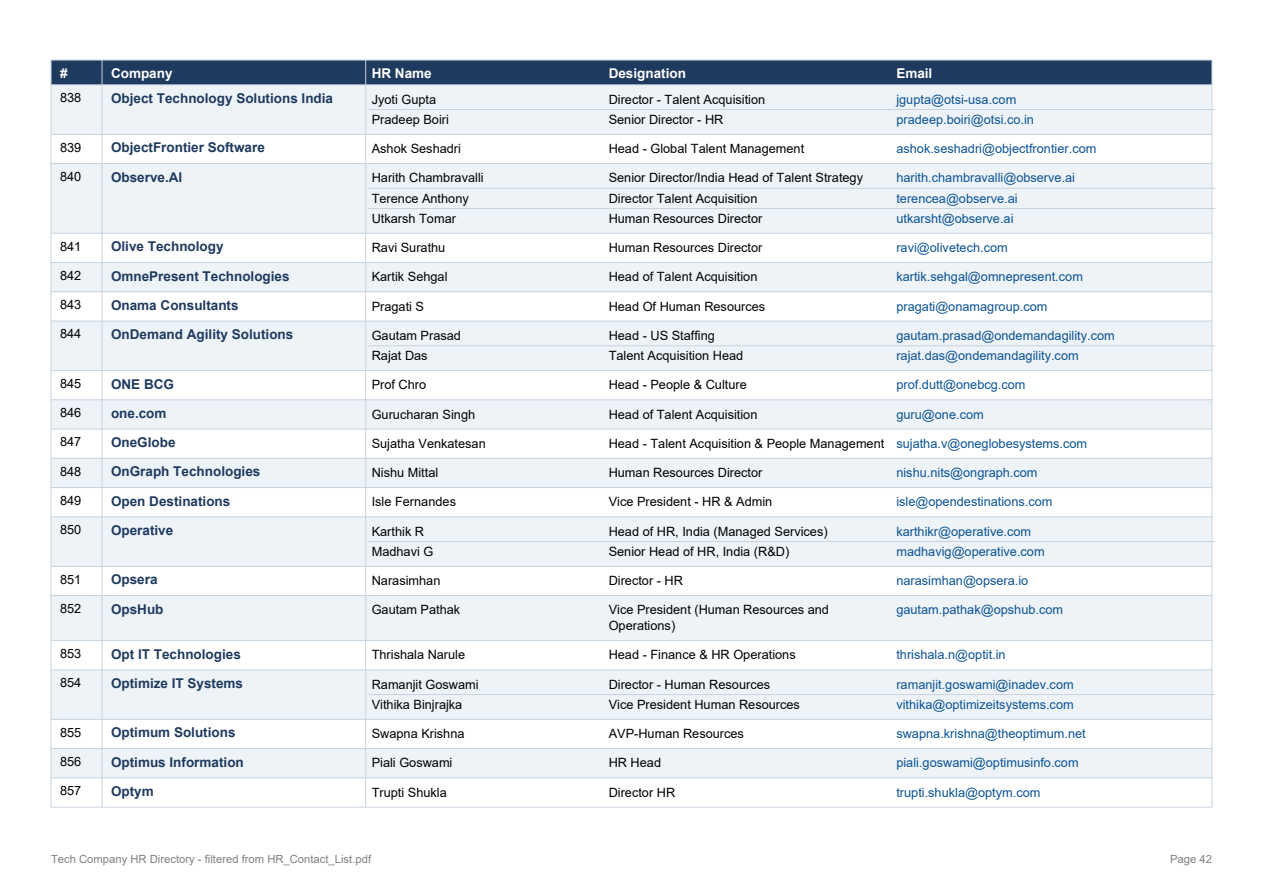 # Company HR Name Designation Email
838 Object Technology Solutions India Jyoti Gupta Director - Talent Acquisition jgupta@otsi-usa.com
Pradeep Boiri Senior Director - HR pradeep.boiri@otsi.co.in
839 ObjectFrontier Software Ashok Seshadri Head - Global Talent Management ashok.seshadri@objectfrontier.com
840 Observe.AI Harith Chambravalli Senior Director/India Head of Talent Strategy harith.chambravalli@observe.ai
Terence Anthony Director Talent Acquisition terencea@observe.ai
Utkarsh Tomar Human Resources Director utkarsht@observe.ai
841 Olive Technology Ravi Surathu Human Resources Director ravi@olivetech.com
842 OmnePresent Technologies Kartik Sehgal Head of Talent Acquisition kartik.sehgal@omnepresent.com
843 Onama Consultants Pragati S Head Of Human Resources pragati@onamagroup.com
844 OnDemand Agility Solutions Gautam Prasad Head - US Staffing gautam.prasad@ondemandagility.com
Rajat Das Talent Acquisition Head rajat.das@ondemandagility.com
845 ONE BCG Prof Chro Head - People & Culture prof.dutt@onebcg.com
846 one.com Gurucharan Singh Head of Talent Acquisition guru@one.com
847 OneGlobe Sujatha Venkatesan Head - Talent Acquisition & People Management sujatha.v@oneglobesystems.com
848 OnGraph Technologies Nishu Mittal Human Resources Director nishu.nits@ongraph.com
849 Open Destinations Isle Fernandes Vice President - HR & Admin isle@opendestinations.com
850 Operative Karthik R Head of HR, India (Managed Services) karthikr@operative.com
Madhavi G Senior Head of HR, India (R&D) madhavig@operative.com
851 Opsera Narasimhan Director - HR narasimhan@opsera.io
852 OpsHub Gautam Pathak Vice President (Human Resources and gautam.pathak@opshub.com
Operations)
853 Opt IT Technologies Thrishala Narule Head - Finance & HR Operations thrishala.n@optit.in
854 Optimize IT Systems Ramanjit Goswami Director - Human Resources ramanjit.goswami@inadev.com
Vithika Binjrajka Vice President Human Resources vithika@optimizeitsystems.com
855 Optimum Solutions Swapna Krishna AVP-Human Resources swapna.krishna@theoptimum.net
856 Optimus Information Piali Goswami HR Head piali.goswami@optimusinfo.com
857 Optym Trupti Shukla Director HR trupti.shukla@optym.com
Tech Company HR Directory - filtered from HR_Contact_List.pdf Page 42